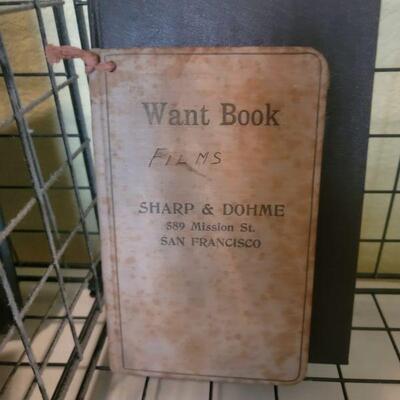 Want Book
FILMS
SHARP & DOHME
589 Mission St.
SAN FRANCISCO